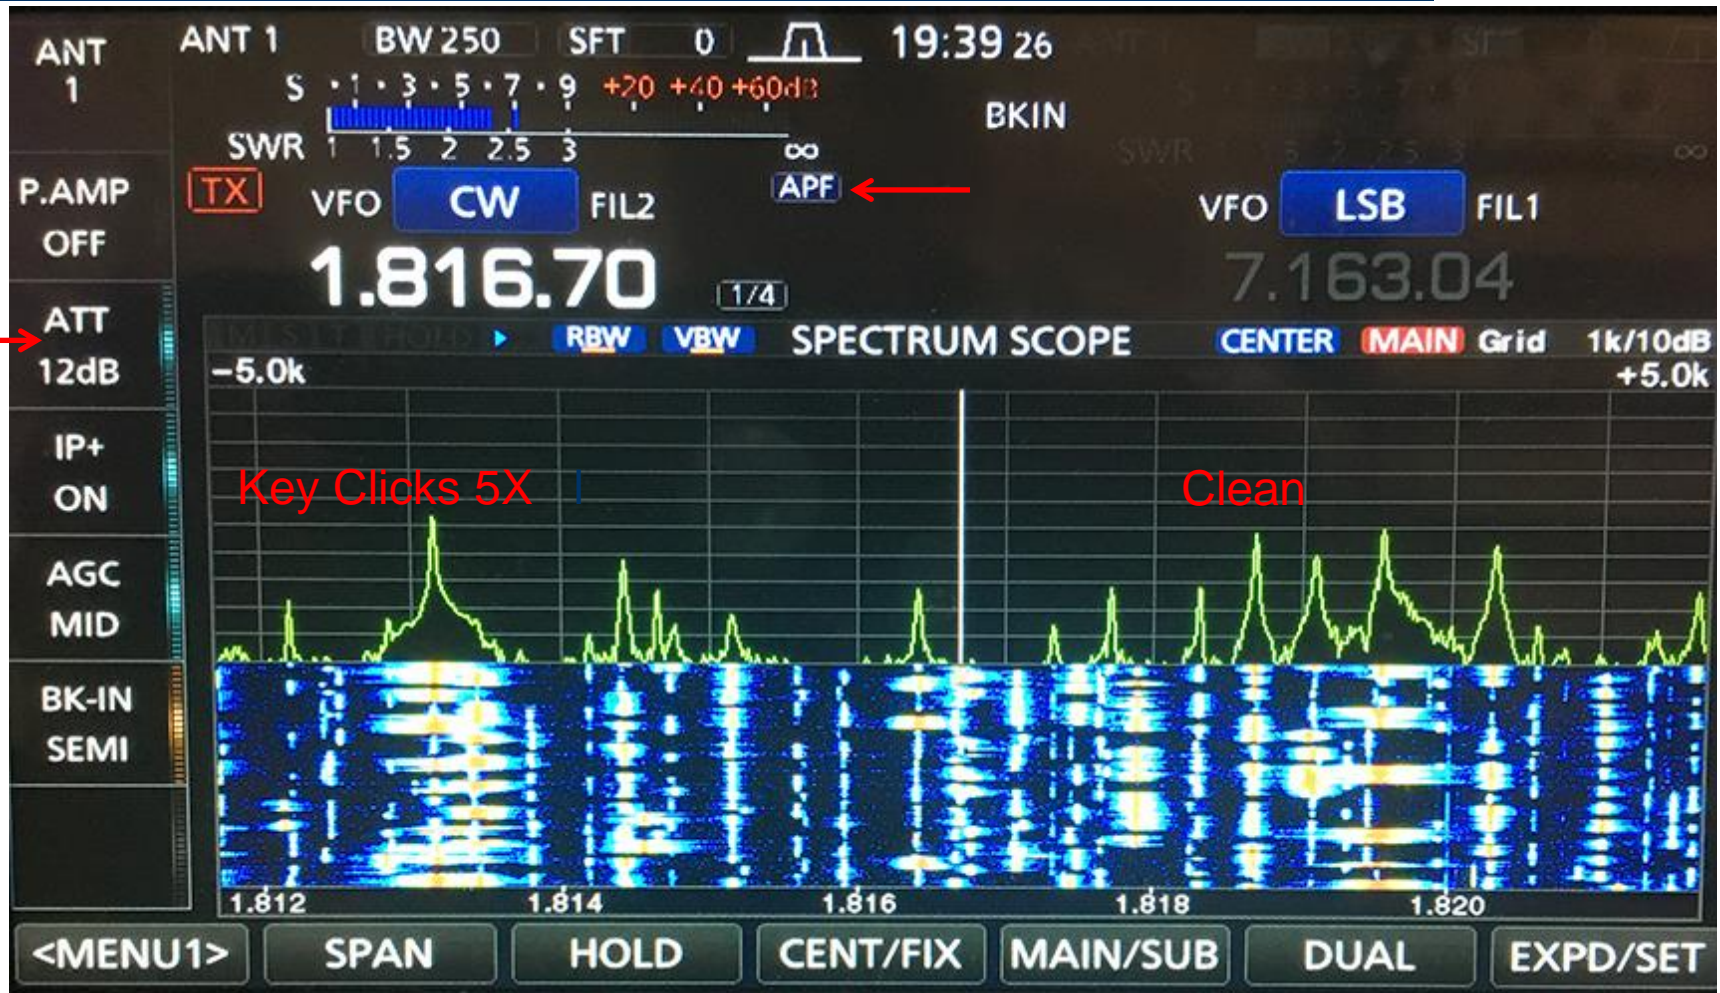 ANT
1
ANT 1 BW 250 SFT 0 19:39 26
S ·1·3·5·7·9 +20 +40 +60dB
BKIN
SWR 1 1.5 2 2.5 3 ∞
P.AMP
OFF
TX VFO CW FIL2 APF
VFO LSB FIL1
1.816.70 1/4
7.163.04
ATT
12dB
HOLD RBW VBW SPECTRUM SCOPE CENTER MAIN Grid 1k/10dB
-5.0k +5.0k
IP+
ON
Key Clicks 5X
Clean
AGC
MID
BK-IN
SEMI
1.812 1.814 1.816 1.818 1.820
<MENU1> SPAN HOLD CENT/FIX MAIN/SUB DUAL EXPD/SET